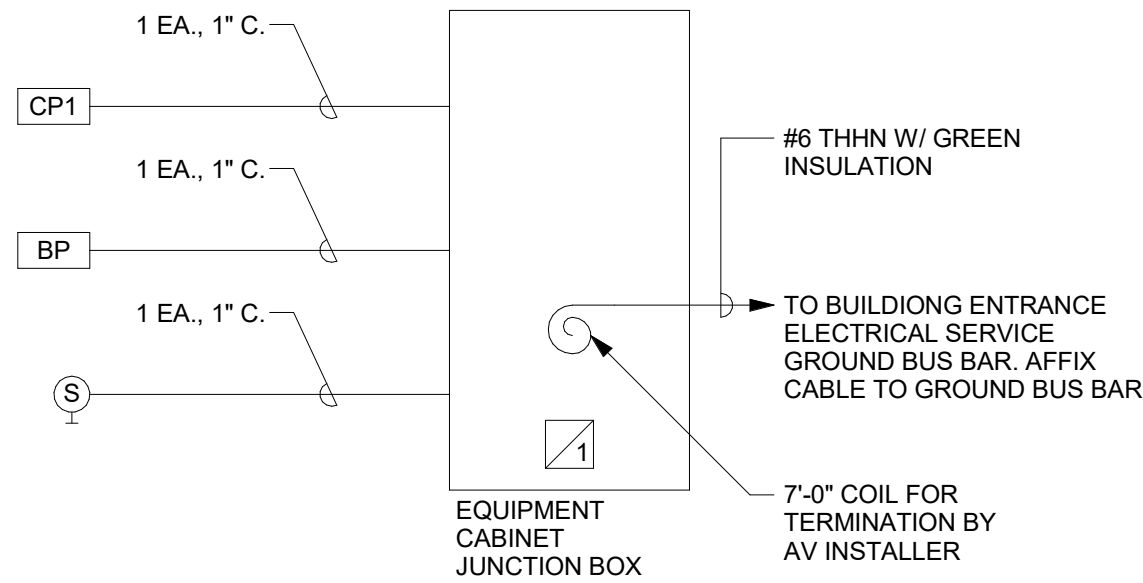 1 EA., 1" C.
CP1
1 EA., 1" C.
BP
1 EA., 1" C.
S
1
EQUIPMENT
CABINET
JUNCTION BOX
#6 THHN W/ GREEN
INSULATION
TO BUILDIONG ENTRANCE
ELECTRICAL SERVICE
GROUND BUS BAR. AFFIX
CABLE TO GROUND BUS BAR
7'-0" COIL FOR
TERMINATION BY
AV INSTALLER